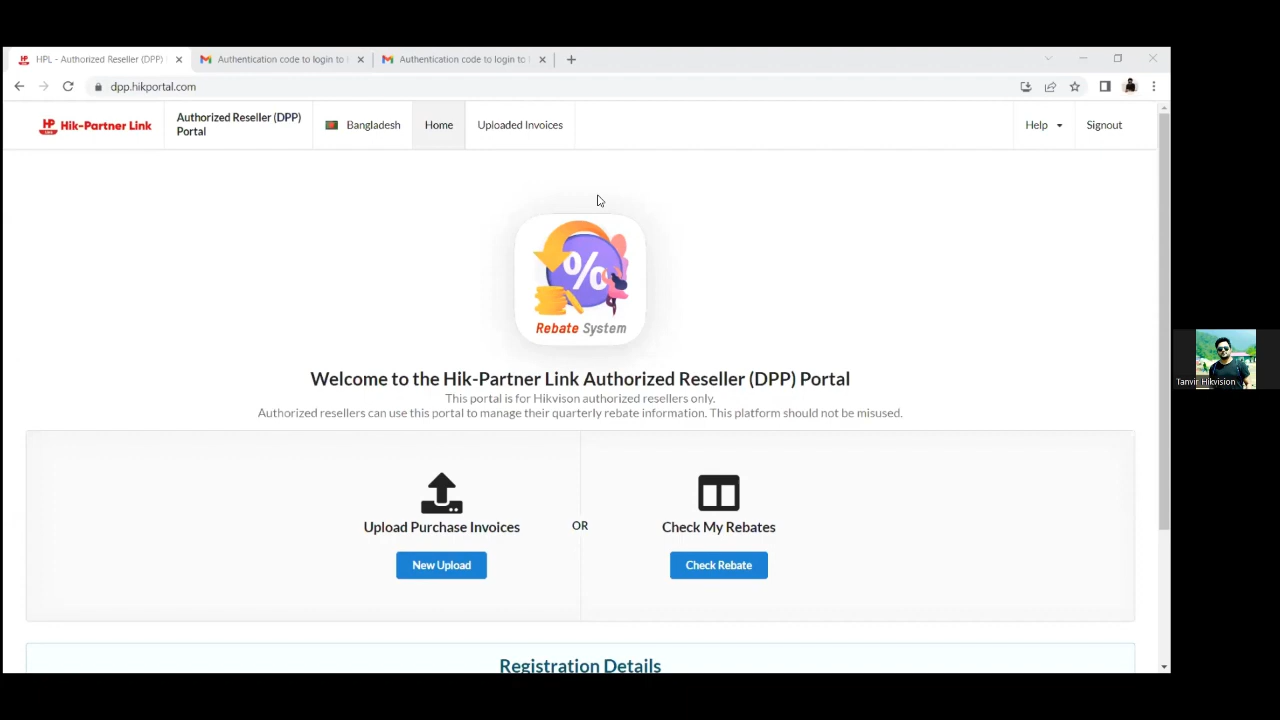 HPL - Authorized Reseller (DPP)
Authentication code to login to
Authentication code to login to
dpp.hikportal.com
HP
Hik-Partner Link
Authorized Reseller (DPP)
Portal
Bangladesh
Home
Uploaded Invoices
Help
Signout
%
Rebate System
Welcome to the Hik-Partner Link Authorized Reseller (DPP) Portal
This portal is for Hikvison authorized resellers only.
Authorized resellers can use this portal to manage their quarterly rebate information. This platform should not be misused.
Upload Purchase Invoices
OR
Check My Rebates
New Upload
Check Rebate
Registration Details
Tanvir Hikvision